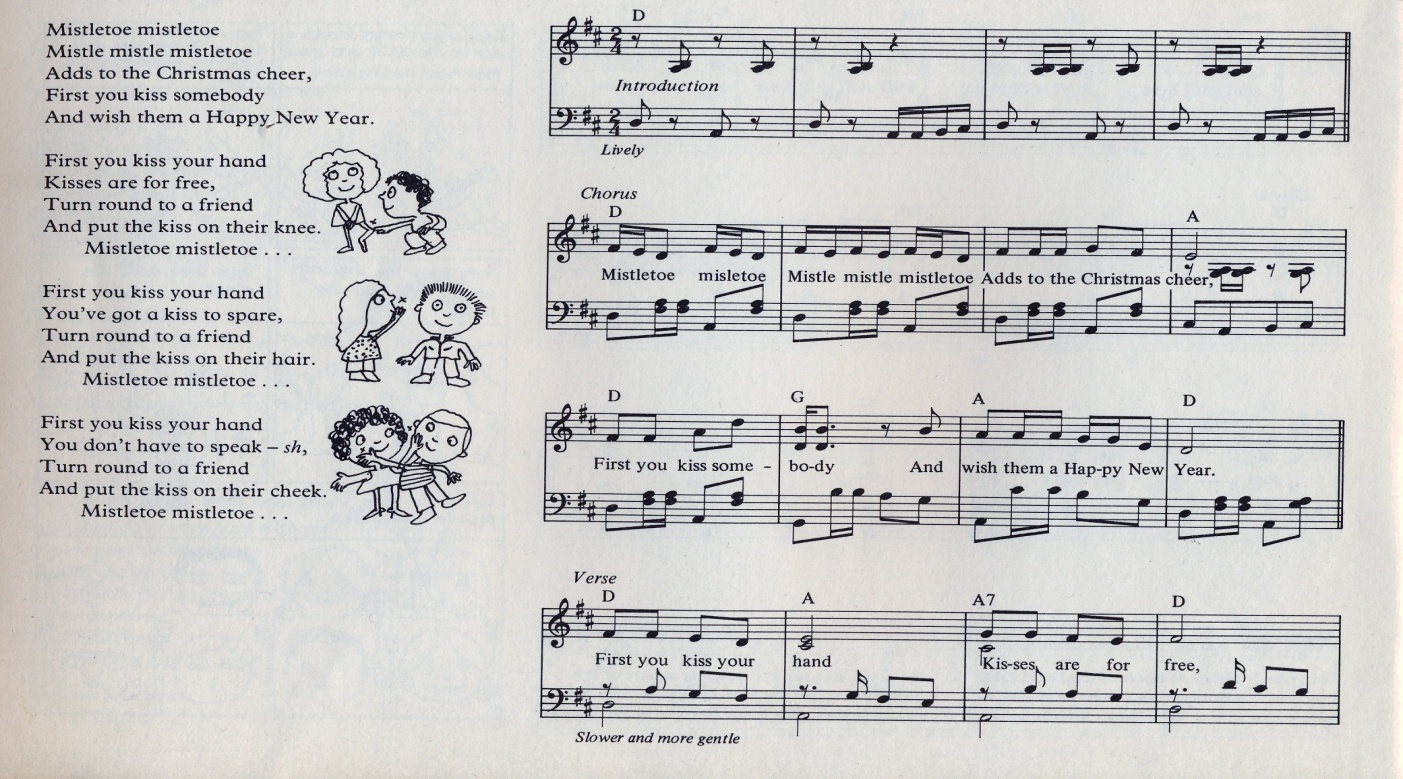 Mistletoe mistletoe
Mistle mistle mistletoe
Adds to the Christmas cheer,
First you kiss somebody
And wish them a Happy New Year.
First you kiss your hand
Kisses are for free,
Turn round to a friend
And put the kiss on their knee.
Mistletoe mistletoe . . .
First you kiss your hand
You've got a kiss to spare,
Turn round to a friend
And put the kiss on their hair.
Mistletoe mistletoe . . .
First you kiss your hand
You don't have to speak – sh,
Turn round to a friend
And put the kiss on their cheek.
Mistletoe mistletoe . . .
D
2/4
Introduction
2/4
Lively
Chorus
D A
Mistletoe misletoe Mistle mistle mistletoe Adds to the Christmas cheer,
D G A D
First you kiss some - bo-dy And wish them a Hap-py New Year.
Verse
D A A7 D
First you kiss your hand Kis-ses are for free,
Slower and more gentle